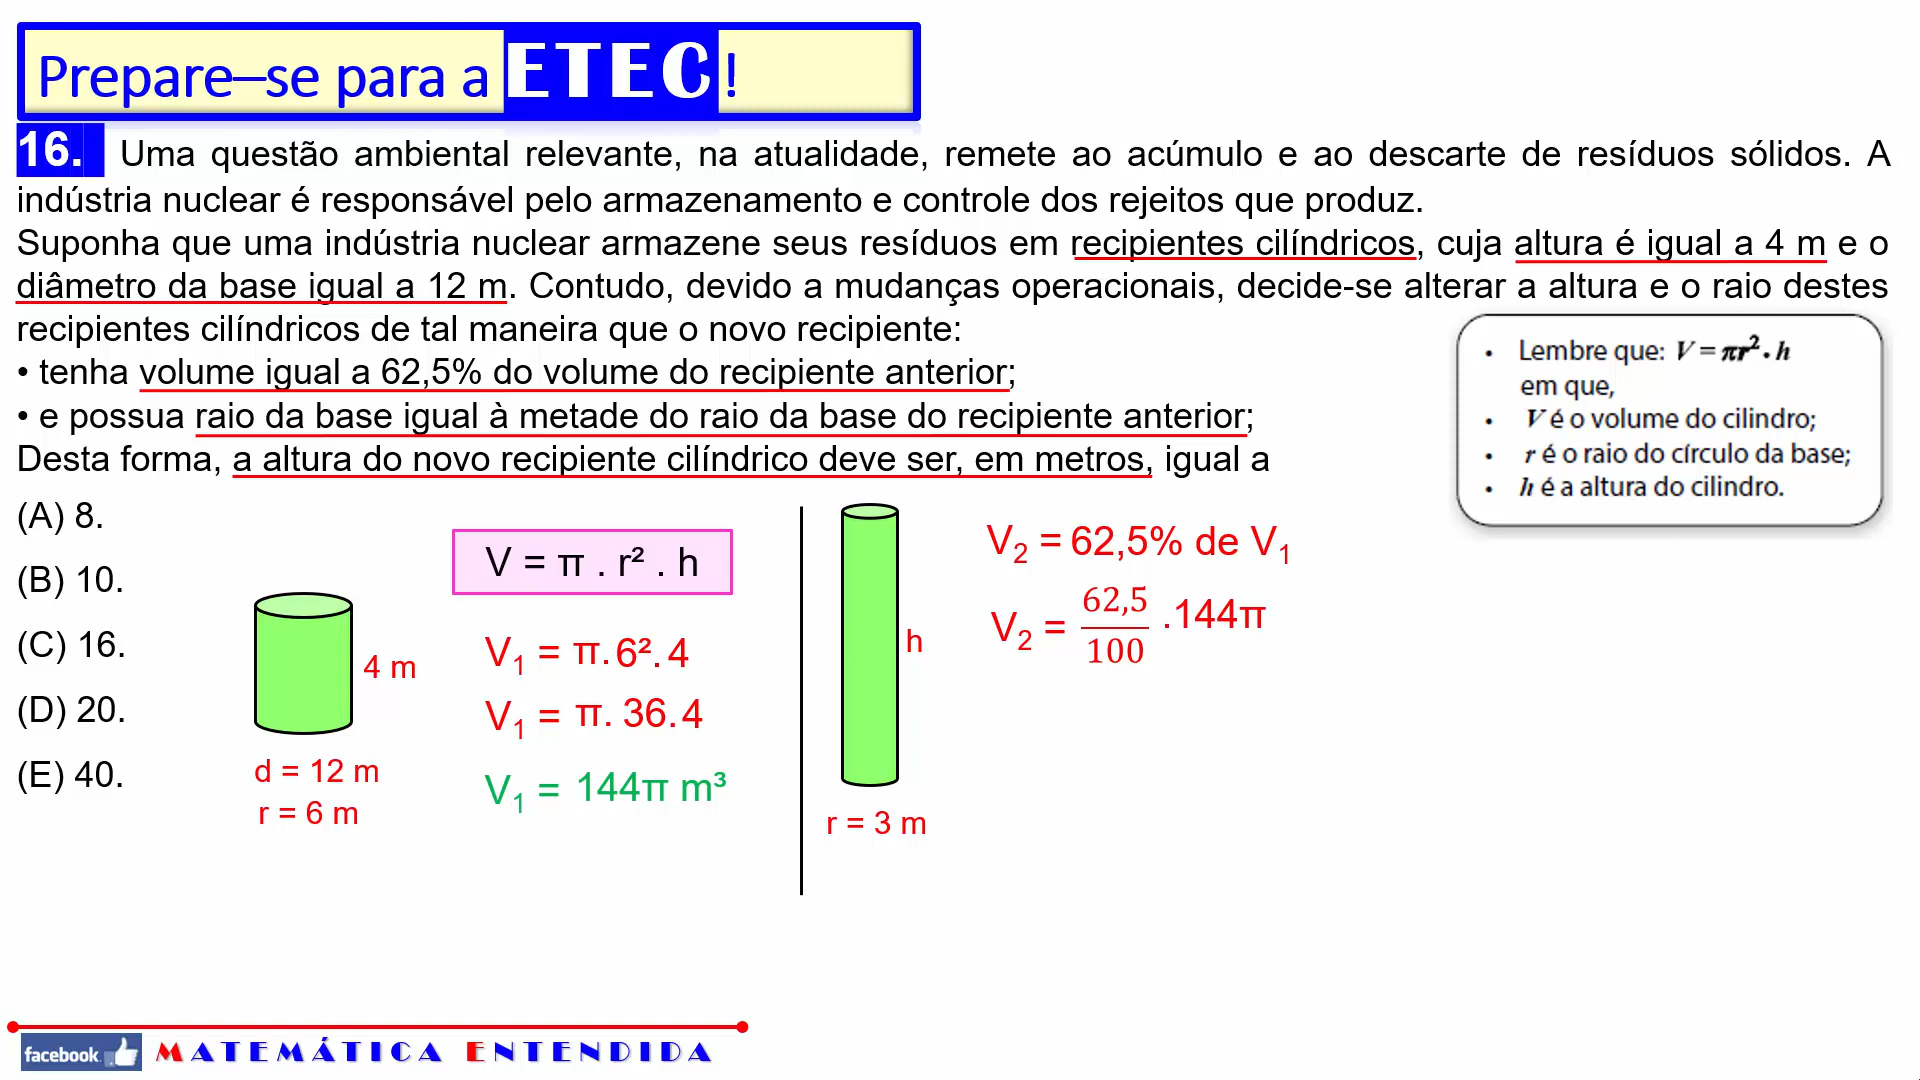 Prepare–se para a ETEC!
16. Uma questão ambiental relevante, na atualidade, remete ao acúmulo e ao descarte de resíduos sólidos. A
indústria nuclear é responsável pelo armazenamento e controle dos rejeitos que produz.
Suponha que uma indústria nuclear armazene seus resíduos em recipientes cilíndricos, cuja altura é igual a 4 m e o
diâmetro da base igual a 12 m. Contudo, devido a mudanças operacionais, decide-se alterar a altura e o raio destes
recipientes cilíndricos de tal maneira que o novo recipiente:
• tenha volume igual a 62,5% do volume do recipiente anterior;
• e possua raio da base igual à metade do raio da base do recipiente anterior;
Desta forma, a altura do novo recipiente cilíndrico deve ser, em metros, igual a
• Lembre que: V = πr² • h
em que,
• V é o volume do cilindro;
• r é o raio do círculo da base;
• h é a altura do cilindro.
(A) 8.
(B) 10.
(C) 16.
(D) 20.
(E) 40.
4 m
d = 12 m
r = 6 m
V = π . r² . h
V₁ = π. 6². 4
V₁ = π. 36. 4
V₁ = 144π m³
h
r = 3 m
V₂ = 62,5% de V₁
V₂ = 62,5/100 .144π
facebook MATEMÁTICA ENTENDIDA